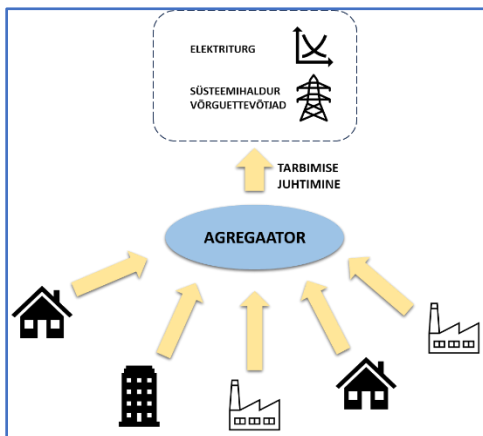 ELEKTRITURG
SÜSTEEMIHALDUR
VÕRGUETTEVÕTJAD
TARBIMISE
JUHTIMINE
AGREGAATOR